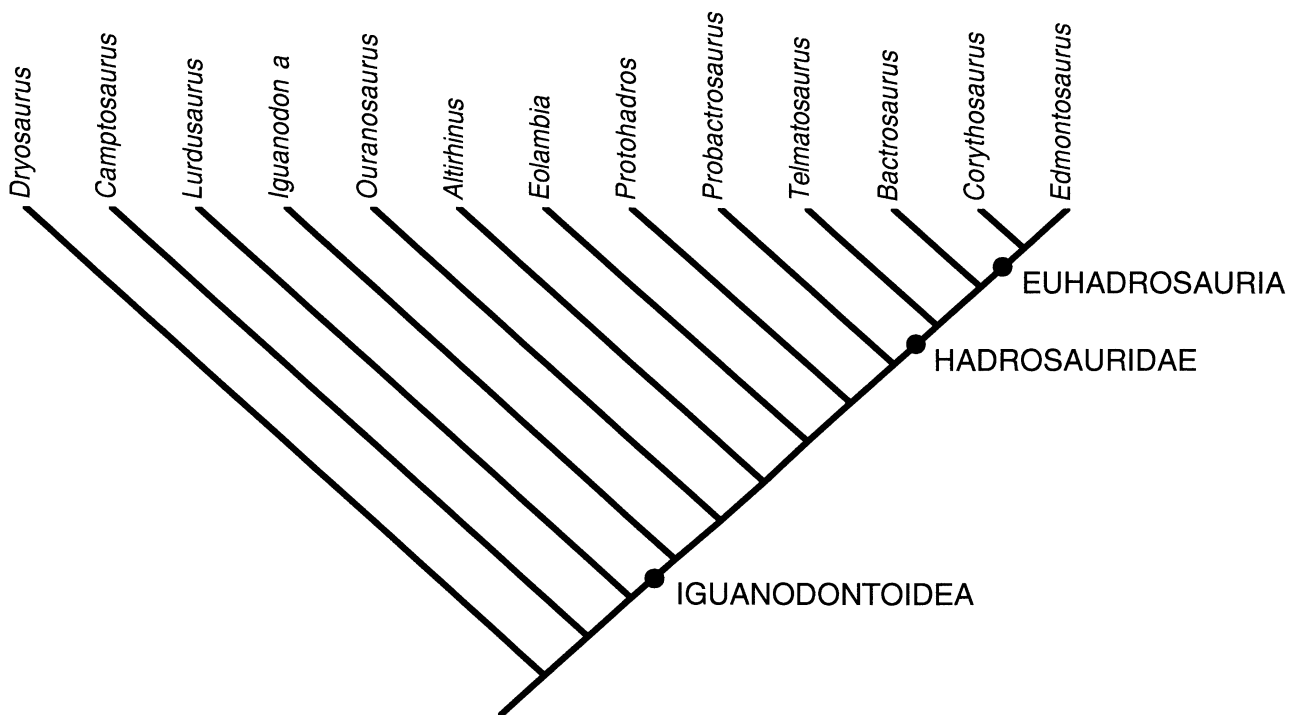 Dryosaurus
Camptosaurus
Lurdusaurus
Iguanodon a
Ouranosaurus
Altirhinus
Eolambia
Protohadros
Probactrosaurus
Telmatosaurus
Bactrosaurus
Corythosaurus
Edmontosaurus
EUHADROSAURIA
HADROSAURIDAE
IGUANODONTOIDEA